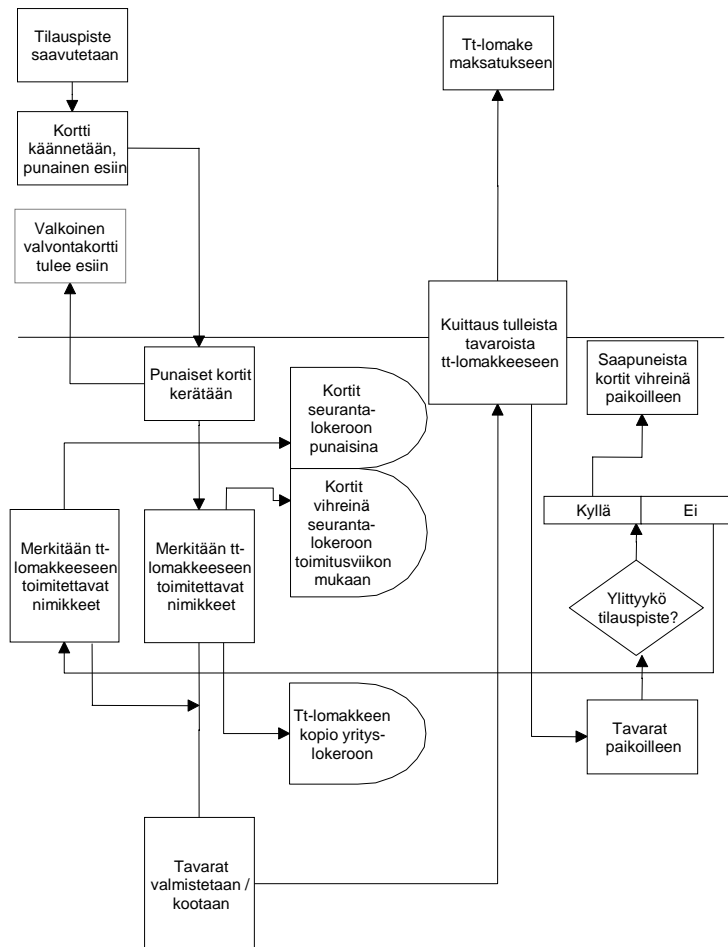 Tilauspiste
saavutetaan
Tt-lomake
maksatukseen
Kortti
käännetään,
punainen esiin
Valkoinen
valvontakortti
tulee esiin
Kuittaus tulleista
tavaroista
tt-lomakkeeseen
Punaiset kortit
kerätään
Kortit
seuranta-
lokeroon
punaisina
Saapuneista
kortit vihreinä
paikoilleen
Kortit
vihreinä
seuranta-
lokeroon
toimitusviikon
mukaan
Merkitään tt-
lomakkeeseen
toimitettavat
nimikkeet
Merkitään tt-
lomakkeeseen
toimitettavat
nimikkeet
Kyllä
Ei
Ylittyykö
tilauspiste?
Tt-lomakkeen
kopio yritys-
lokeroon
Tavarat
paikoilleen
Tavarat
valmistetaan /
kootaan